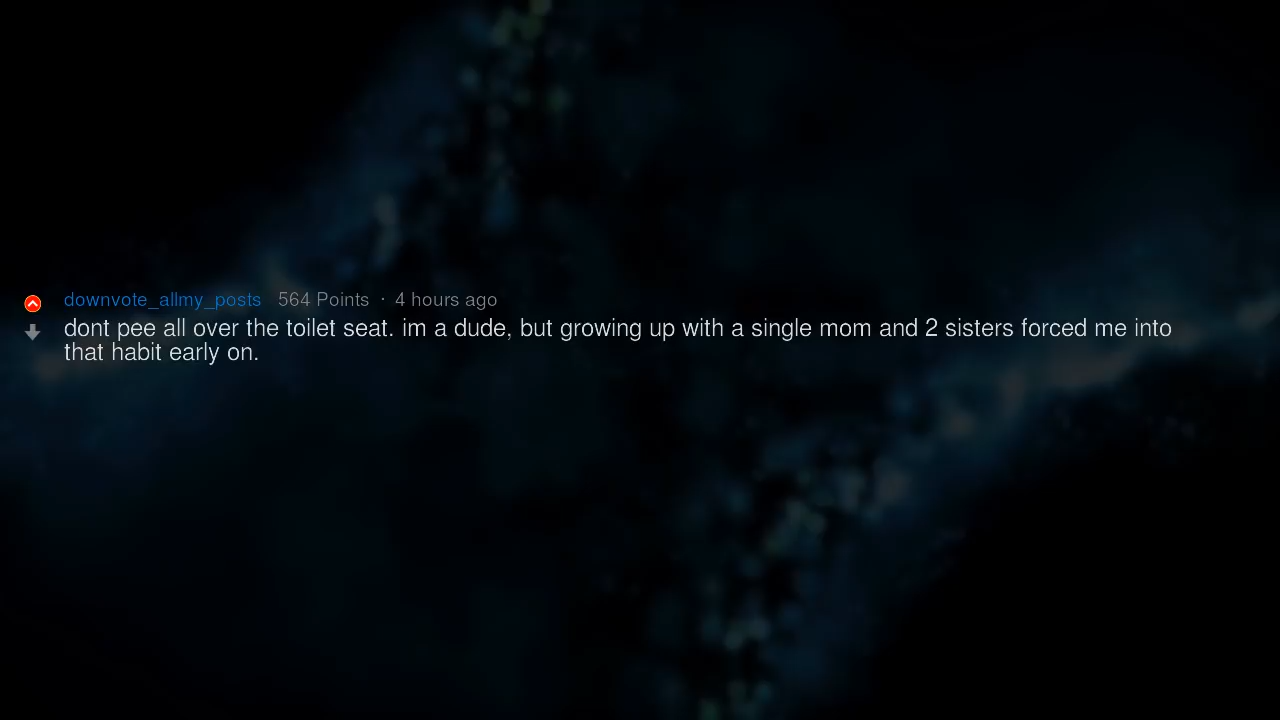 downvote_allmy_posts 564 Points · 4 hours ago
dont pee all over the toilet seat. im a dude, but growing up with a single mom and 2 sisters forced me into
that habit early on.